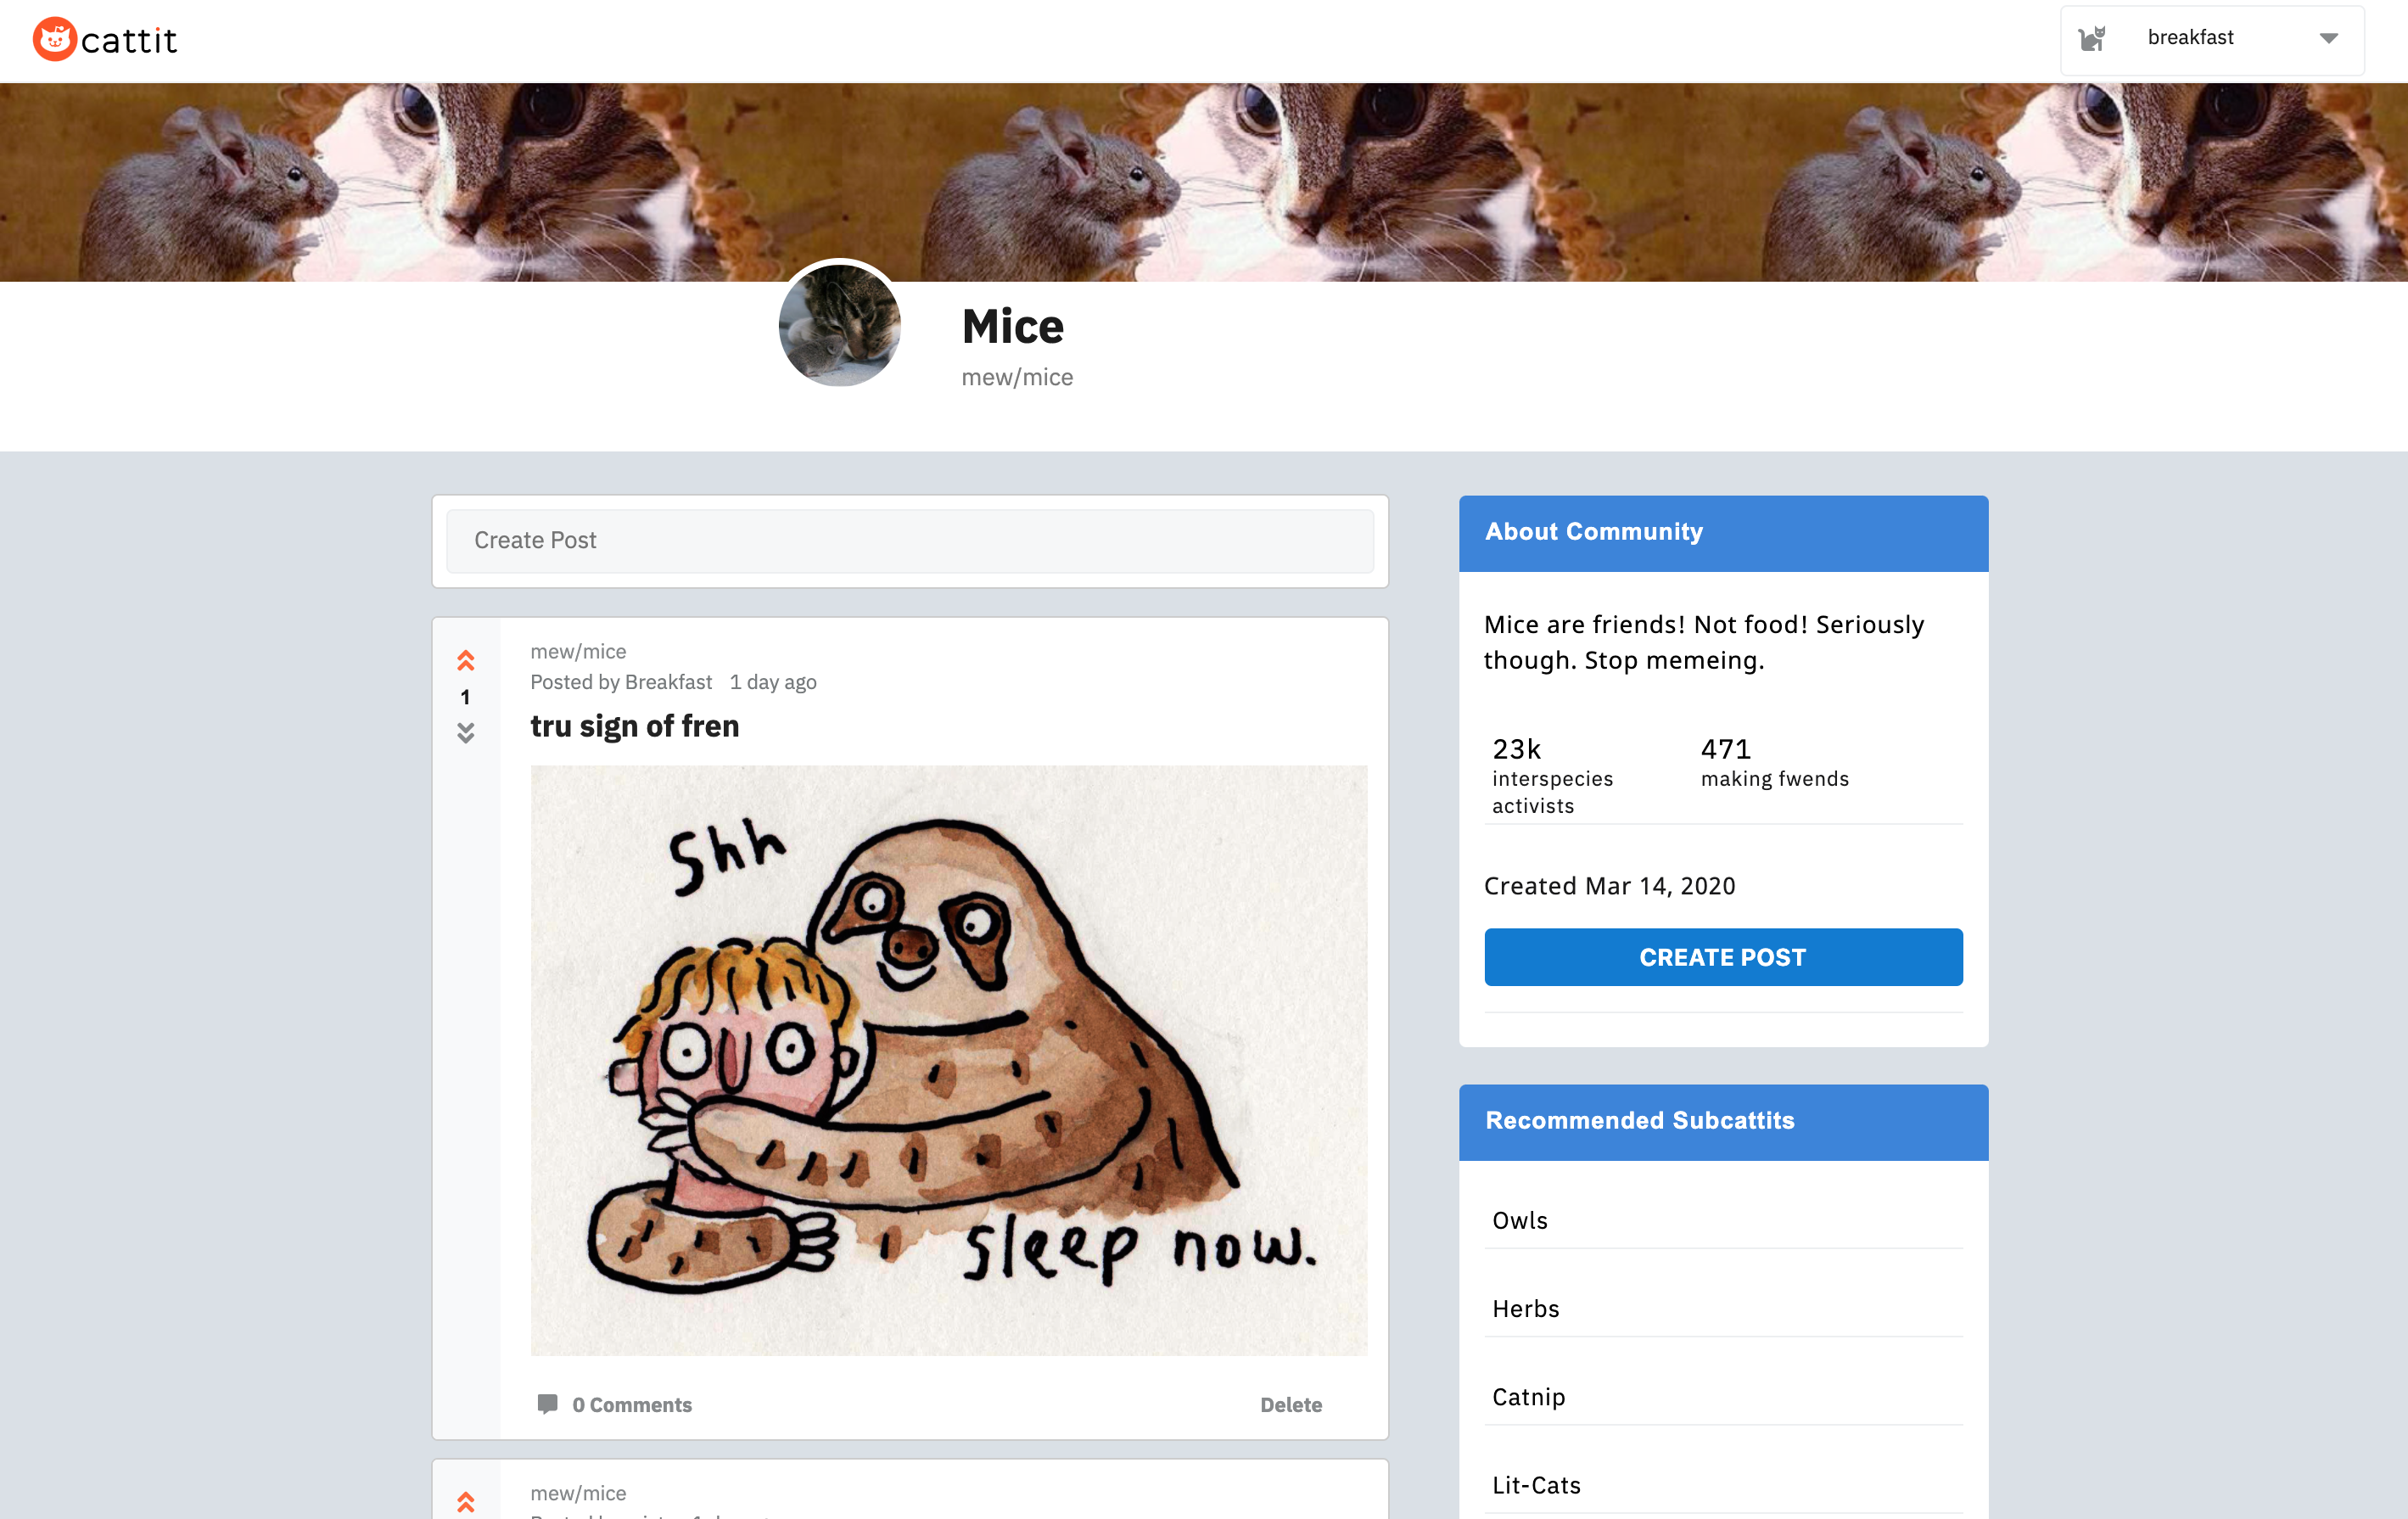 cattit
breakfast
Mice
mew/mice
Create Post
mew/mice
Posted by Breakfast 1 day ago
1
tru sign of fren
Shh
sleep now.
0 Comments
Delete
mew/mice
About Community
Mice are friends! Not food! Seriously
though. Stop memeing.
23k
interspecies
activists
471
making fwends
Created Mar 14, 2020
CREATE POST
Recommended Subcattits
Owls
Herbs
Catnip
Lit-Cats